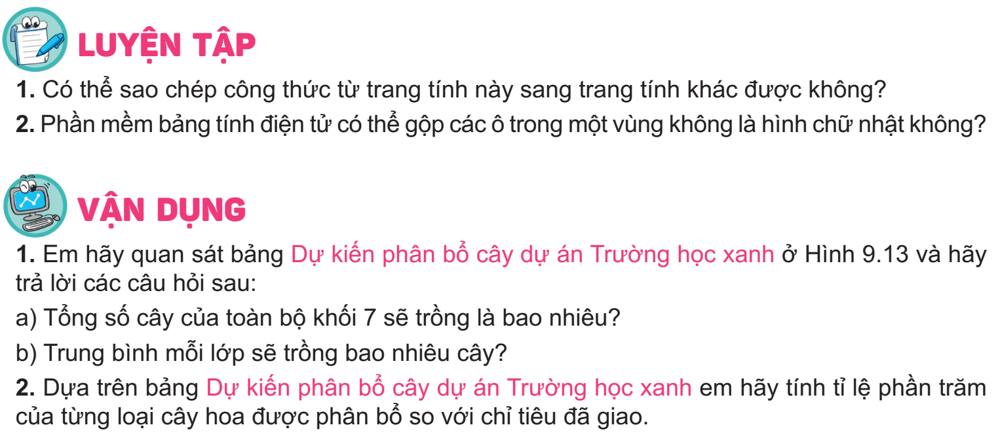 LUYỆN TẬP
1. Có thể sao chép công thức từ trang tính này sang trang tính khác được không?
2. Phần mềm bảng tính điện tử có thể gộp các ô trong một vùng không là hình chữ nhật không?
VẬN DỤNG
1. Em hãy quan sát bảng Dự kiến phân bổ cây dự án Trường học xanh ở Hình 9.13 và hãy
trả lời các câu hỏi sau:
a) Tổng số cây của toàn bộ khối 7 sẽ trồng là bao nhiêu?
b) Trung bình mỗi lớp sẽ trồng bao nhiêu cây?
2. Dựa trên bảng Dự kiến phân bổ cây dự án Trường học xanh em hãy tính tỉ lệ phần trăm
của từng loại cây hoa được phân bổ so với chỉ tiêu đã giao.